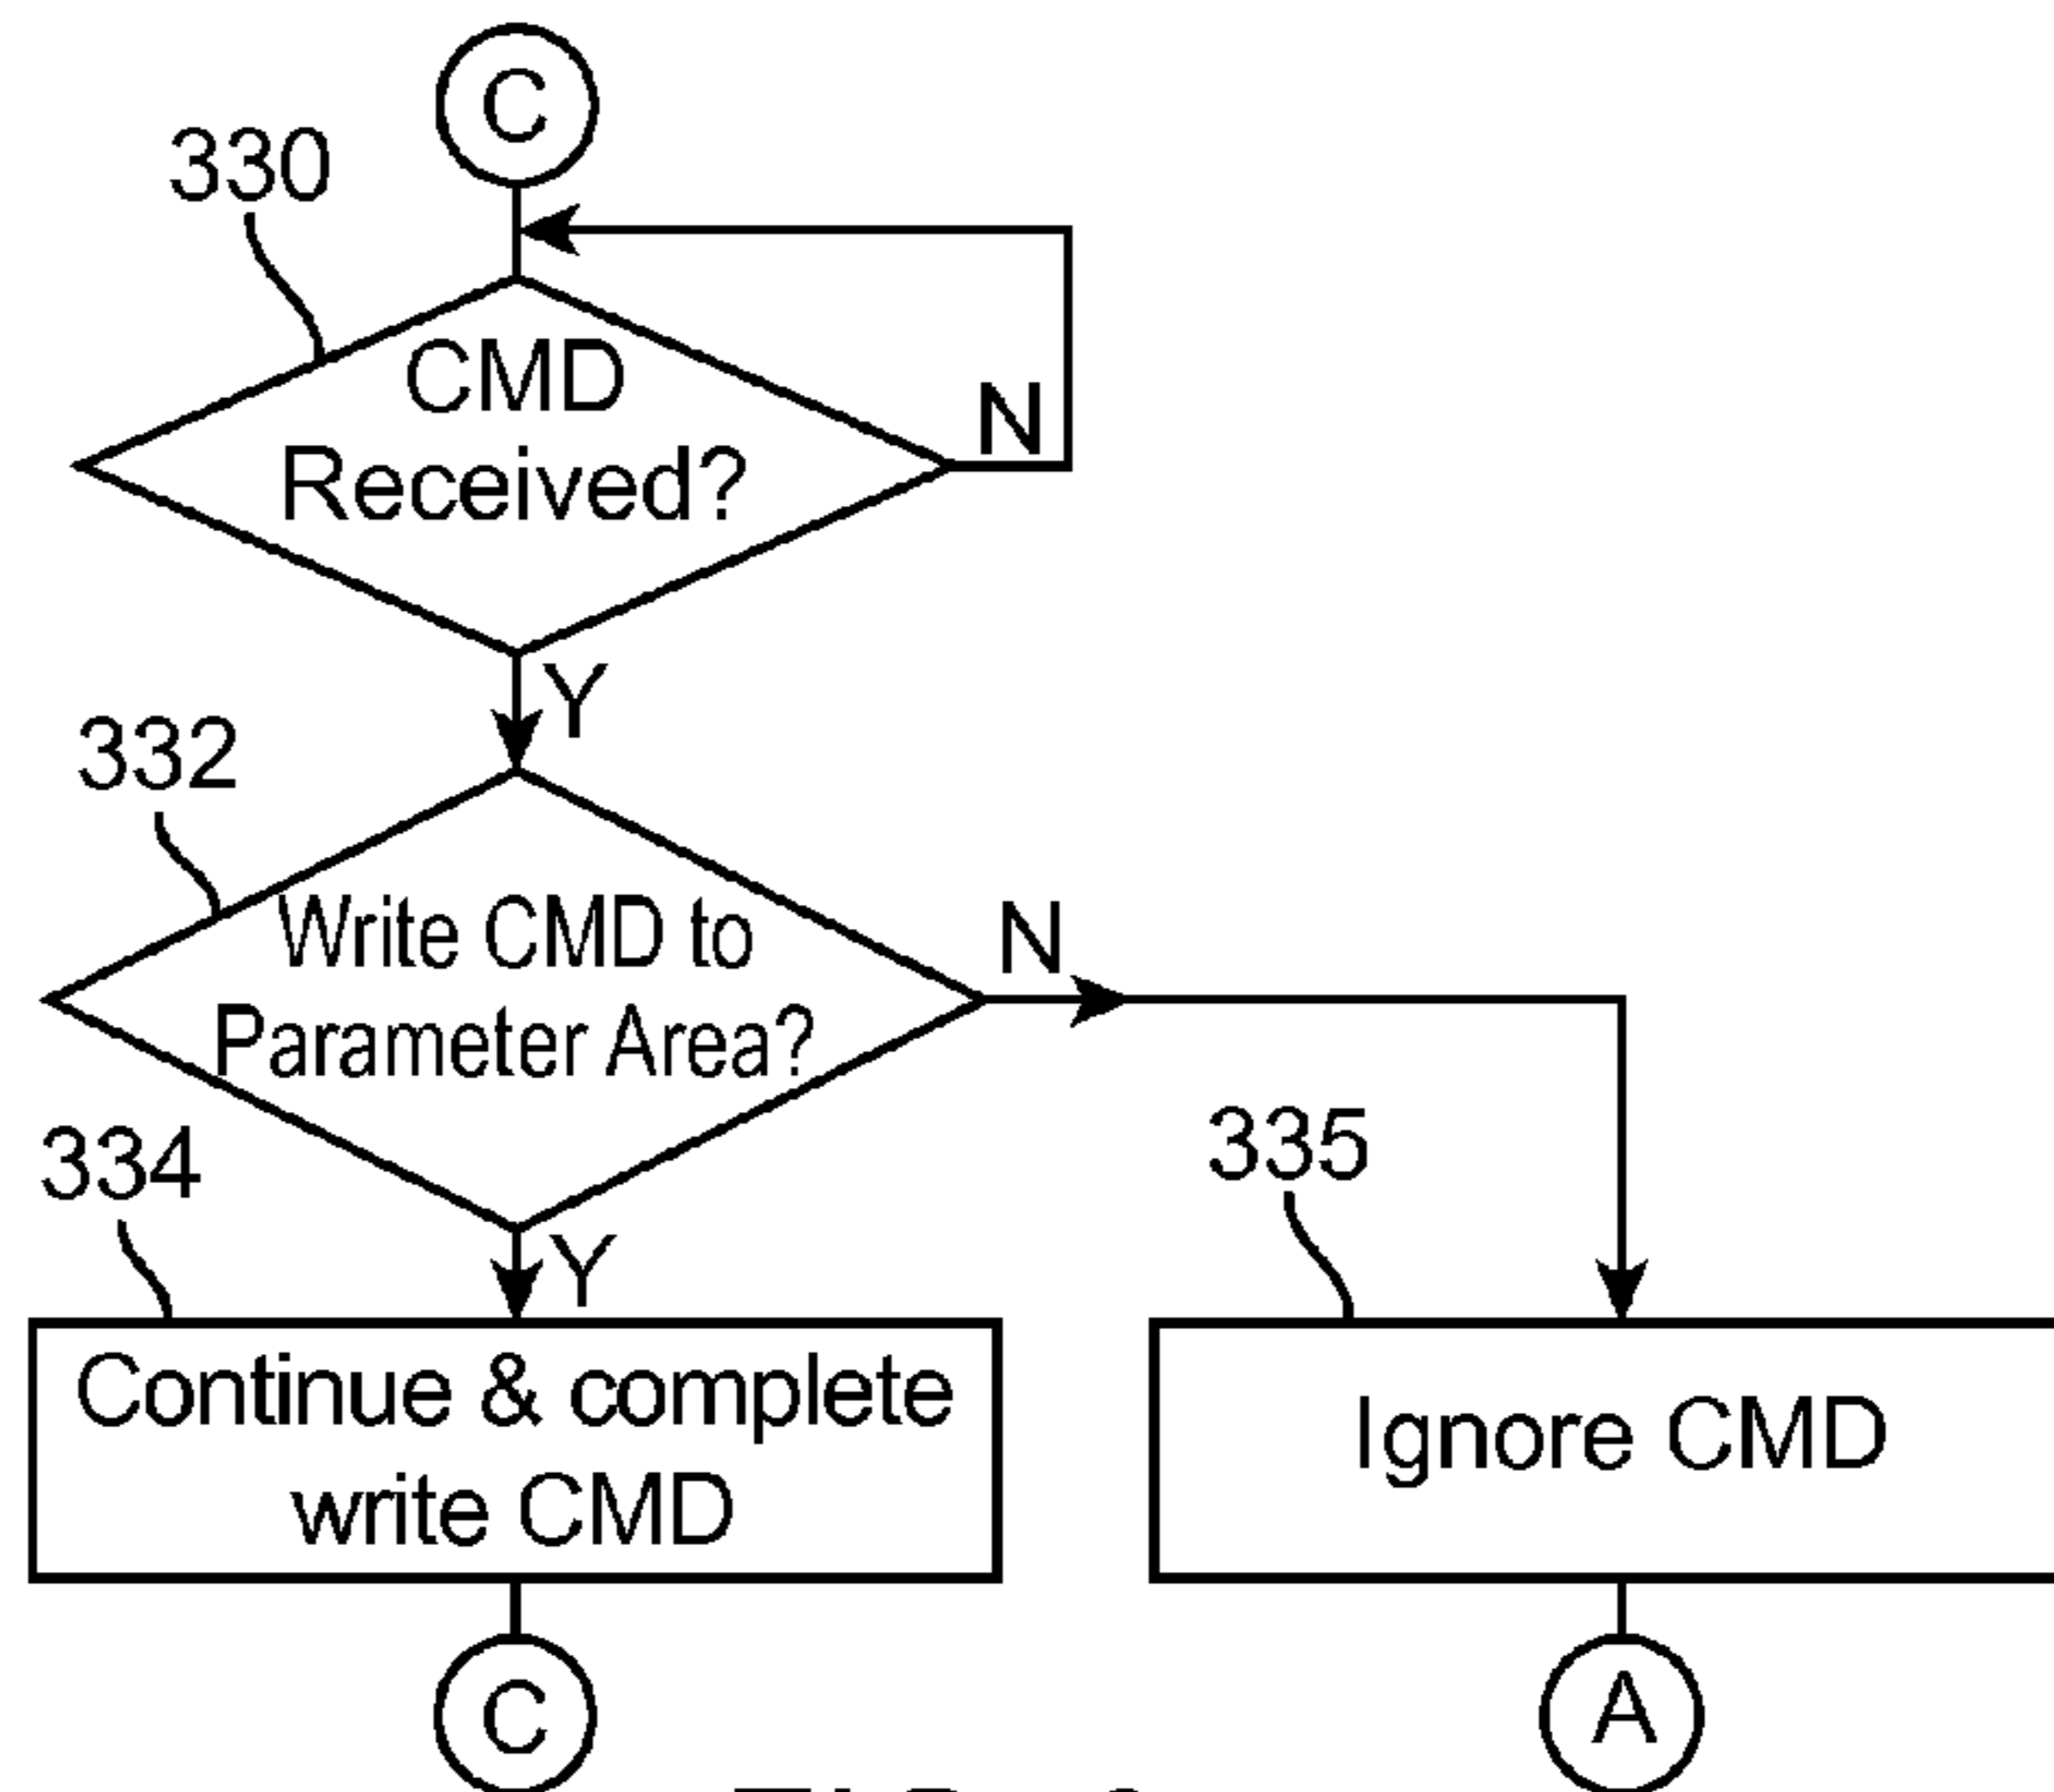 C
330
CMD
Received?
N
Y
332
Write CMD to
Parameter Area?
N
Y
334
335
Continue & complete
write CMD
Ignore CMD
C
A